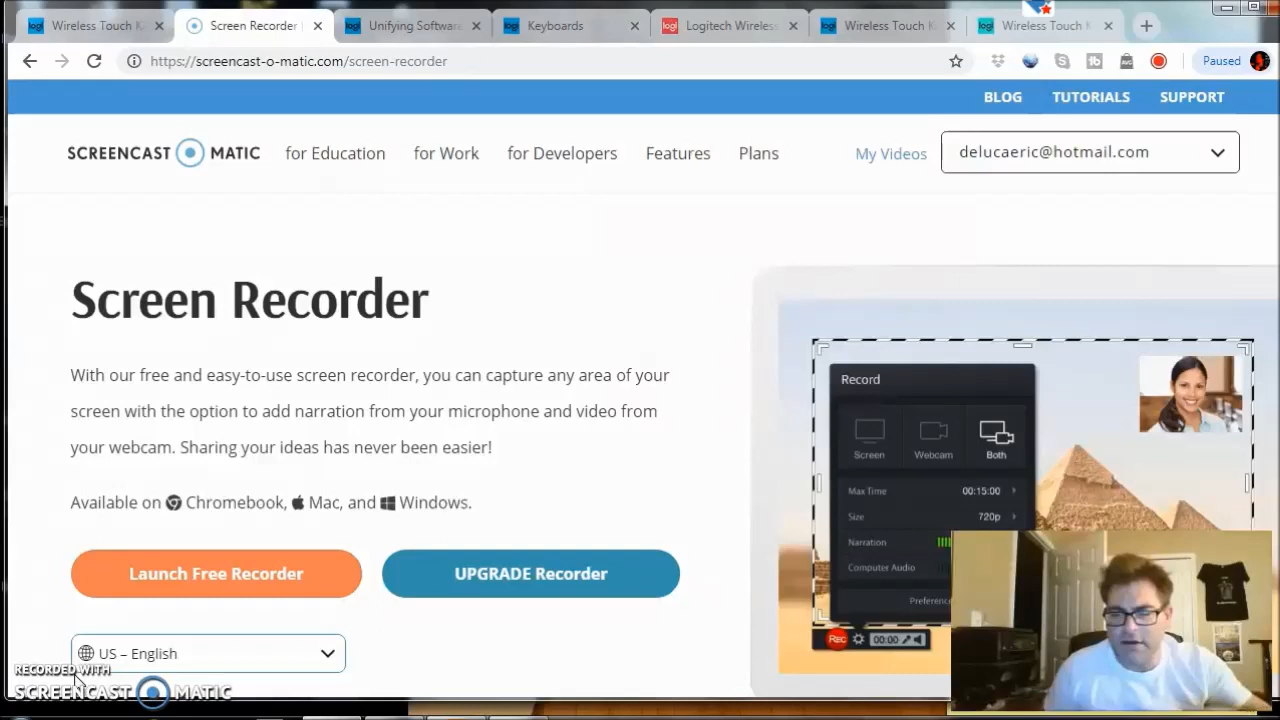 Wireless Touch K
Screen Recorder
Unifying Software
Keyboards
Logitech Wireless
Wireless Touch K
Wireless Touch K
https://screencast-o-matic.com/screen-recorder
Paused
BLOG TUTORIALS SUPPORT
SCREENCAST MATIC for Education for Work for Developers Features Plans My Videos delucaeric@hotmail.com
Screen Recorder
With our free and easy-to-use screen recorder, you can capture any area of your
screen with the option to add narration from your microphone and video from
your webcam. Sharing your ideas has never been easier!
Available on Chromebook, Mac, and Windows.
Launch Free Recorder UPGRADE Recorder
US – English
RECORDED WITH
SCREENCAST MATIC
Record
Screen Webcam Both
Max Time 00:15:00
Size 720p
Narration
Computer Audio
Preference
Rec 00:00